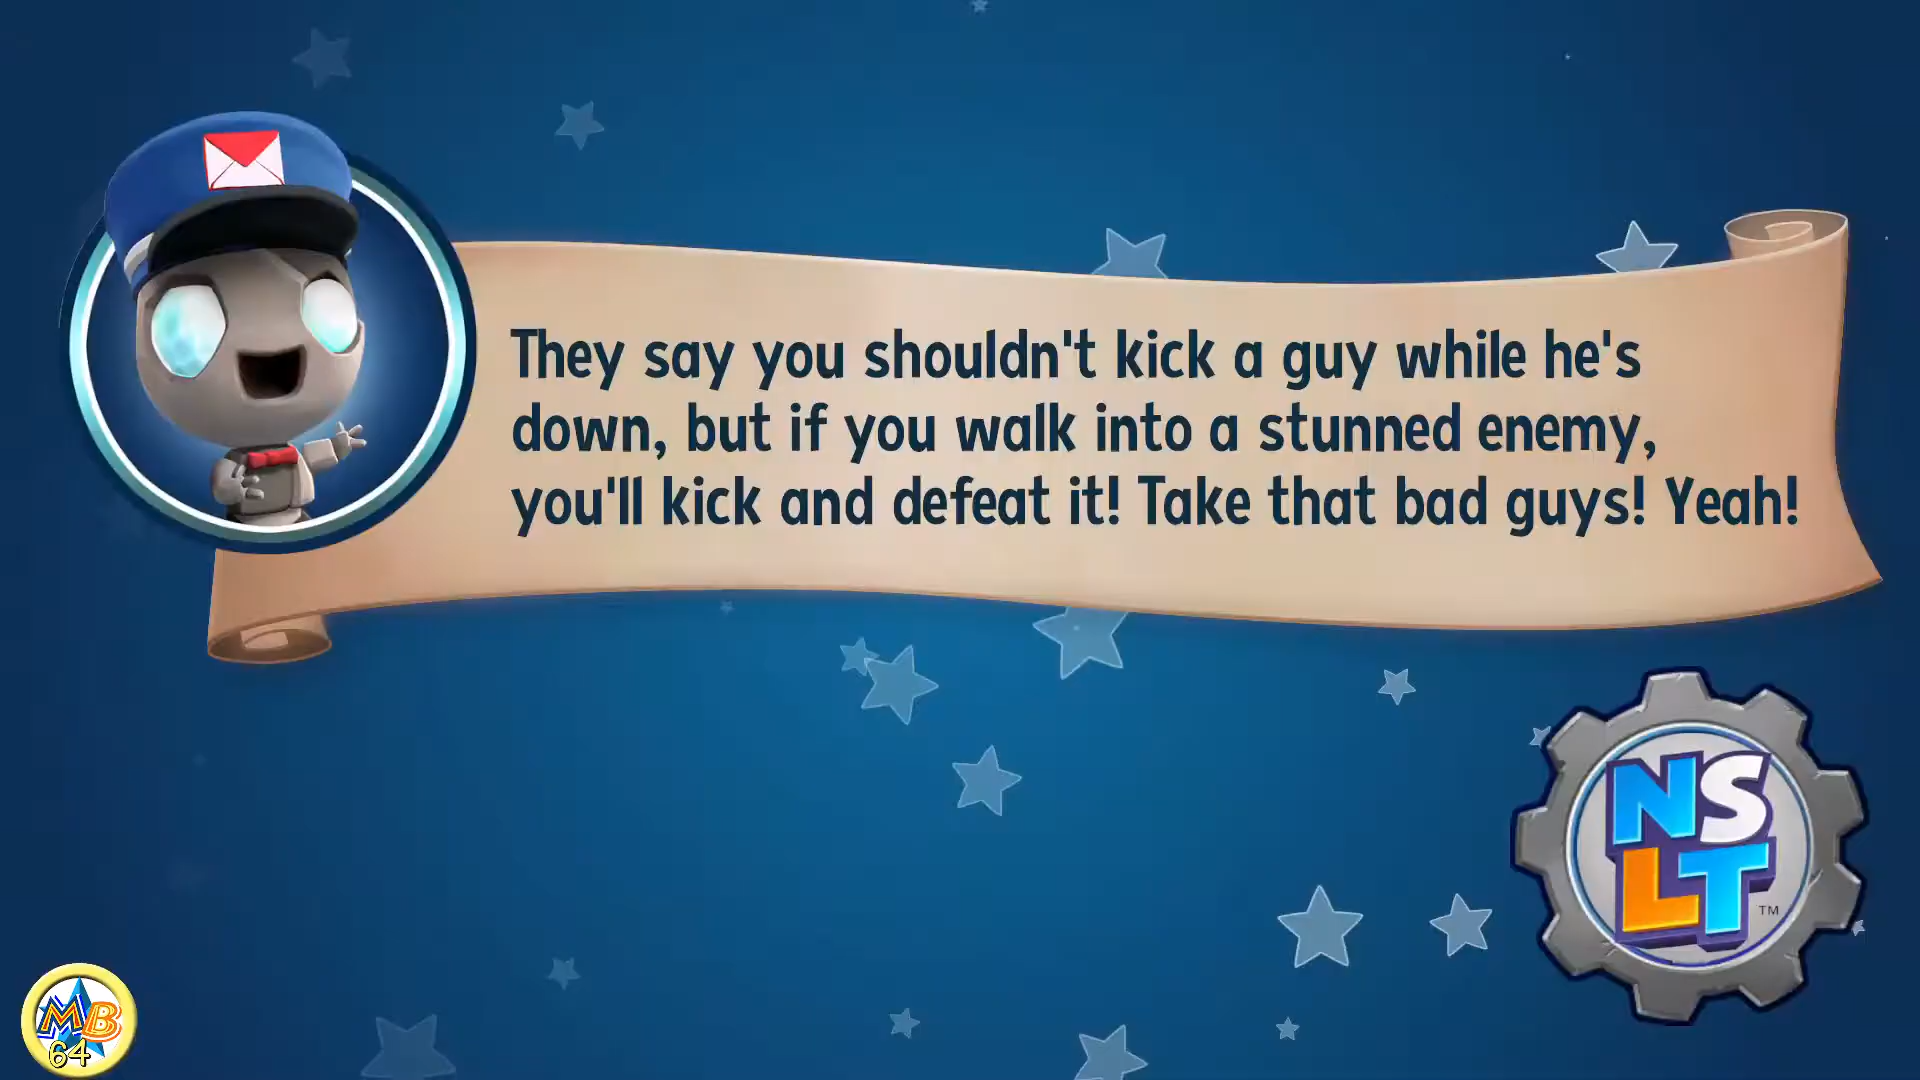 They say you shouldn't kick a guy while he's
down, but if you walk into a stunned enemy,
you'll kick and defeat it! Take that bad guys! Yeah!
NS
LT
TM
MB
64